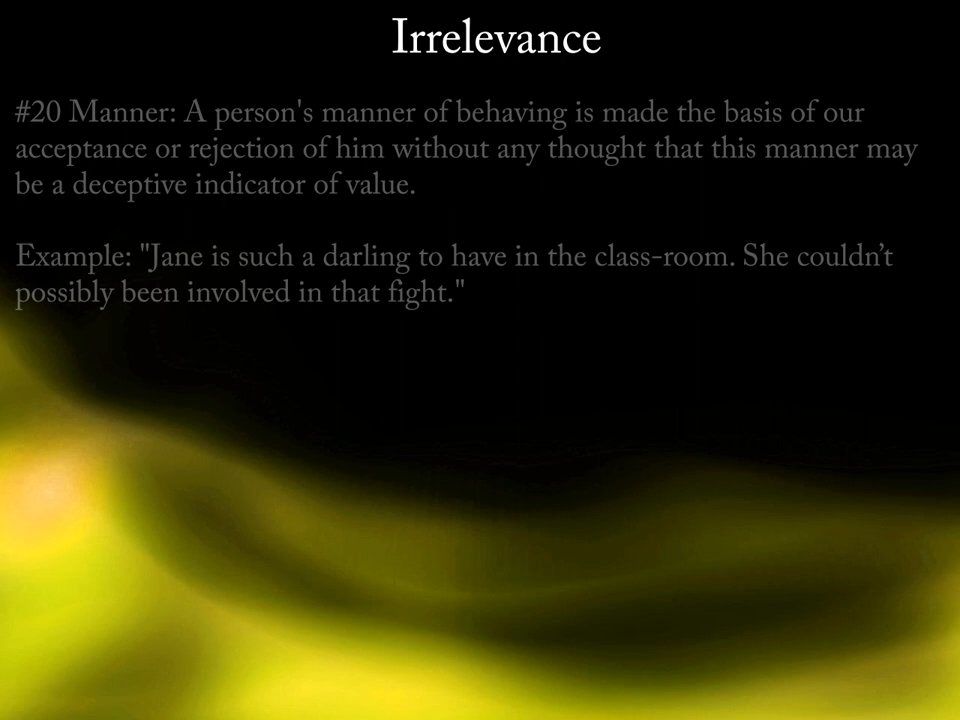 Irrelevance
#20 Manner: A person's manner of behaving is made the basis of our
acceptance or rejection of him without any thought that this manner may
be a deceptive indicator of value.
Example: "Jane is such a darling to have in the class-room. She couldn’t
possibly been involved in that fight."